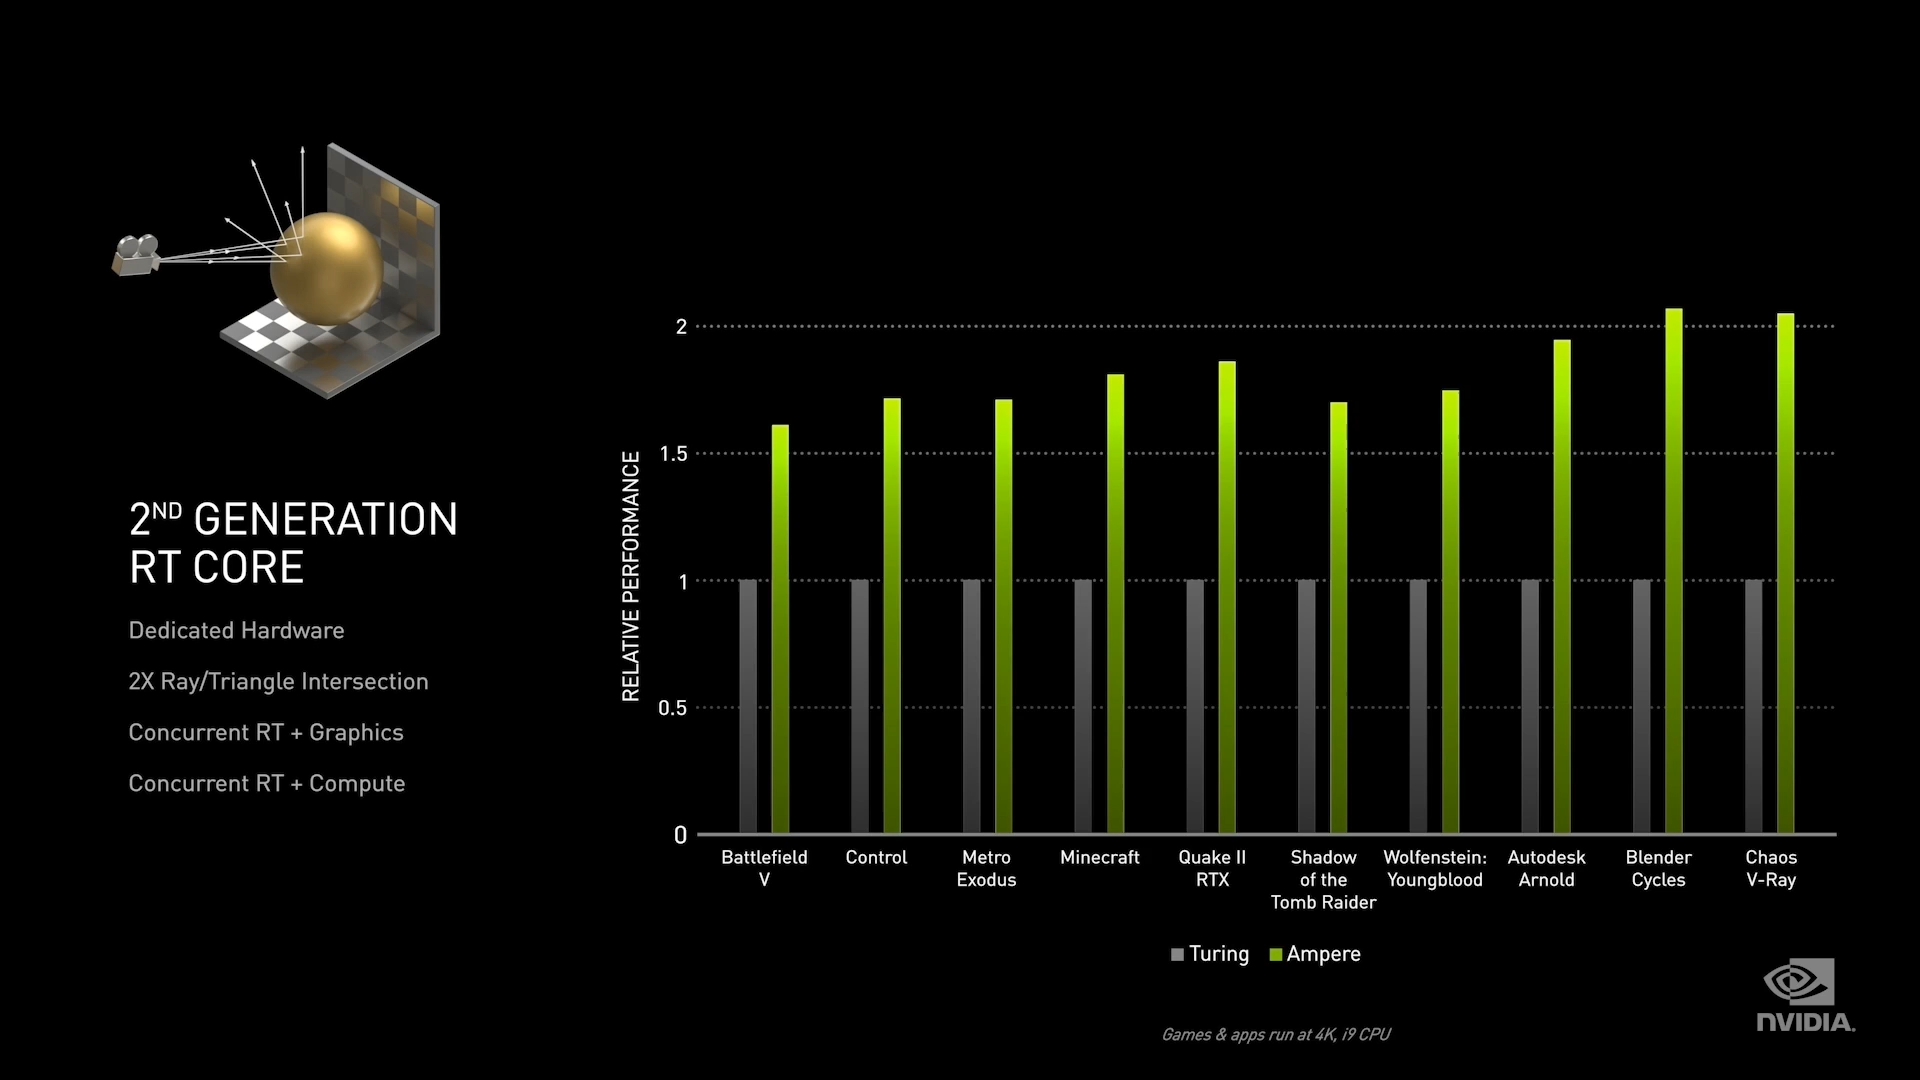 2ND GENERATION
RT CORE
Dedicated Hardware
2X Ray/Triangle Intersection
Concurrent RT + Graphics
Concurrent RT + Compute
RELATIVE PERFORMANCE
2
1.5
1
0.5
0
Battlefield
V
Control
Metro
Exodus
Minecraft
Quake II
RTX
Shadow
of the
Tomb Raider
Wolfenstein:
Youngblood
Autodesk
Arnold
Blender
Cycles
Chaos
V-Ray
Turing
Ampere
Games & apps run at 4K, i9 CPU
NVIDIA.